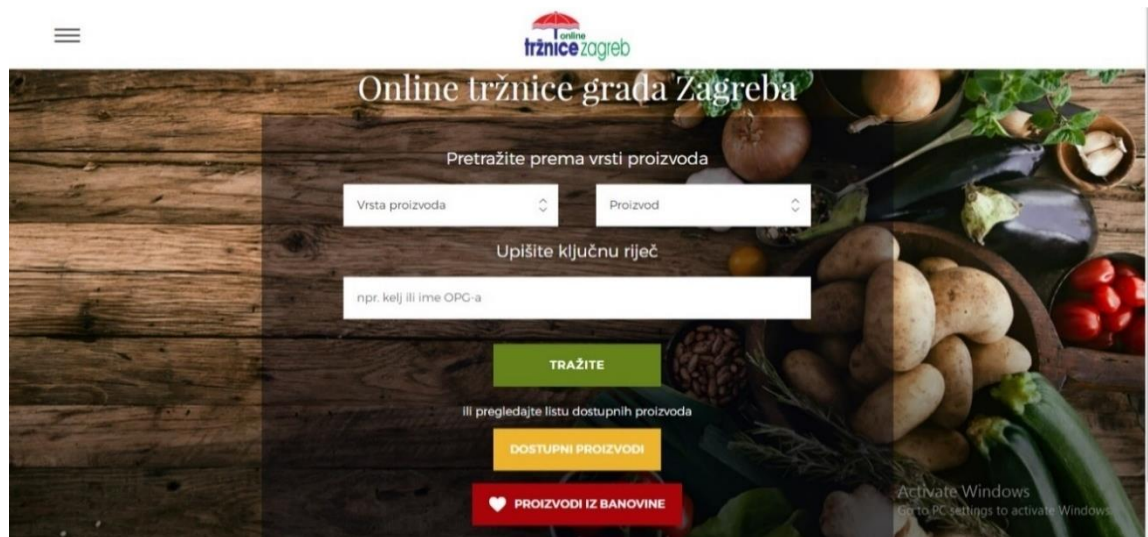 online
tržnice zagreb
Online tržnice grada Zagreba
Pretražite prema vrsti proizvoda
Vrsta proizvoda
Proizvod
Upišite ključnu riječ
npr. kelj ili ime OPG-a
TRAŽITE
ili pregledajte listu dostupnih proizvoda
DOSTUPNI PROIZVODI
PROIZVODI IZ BANOVINE
Activate Windows
Go to PC settings to activate Windows.